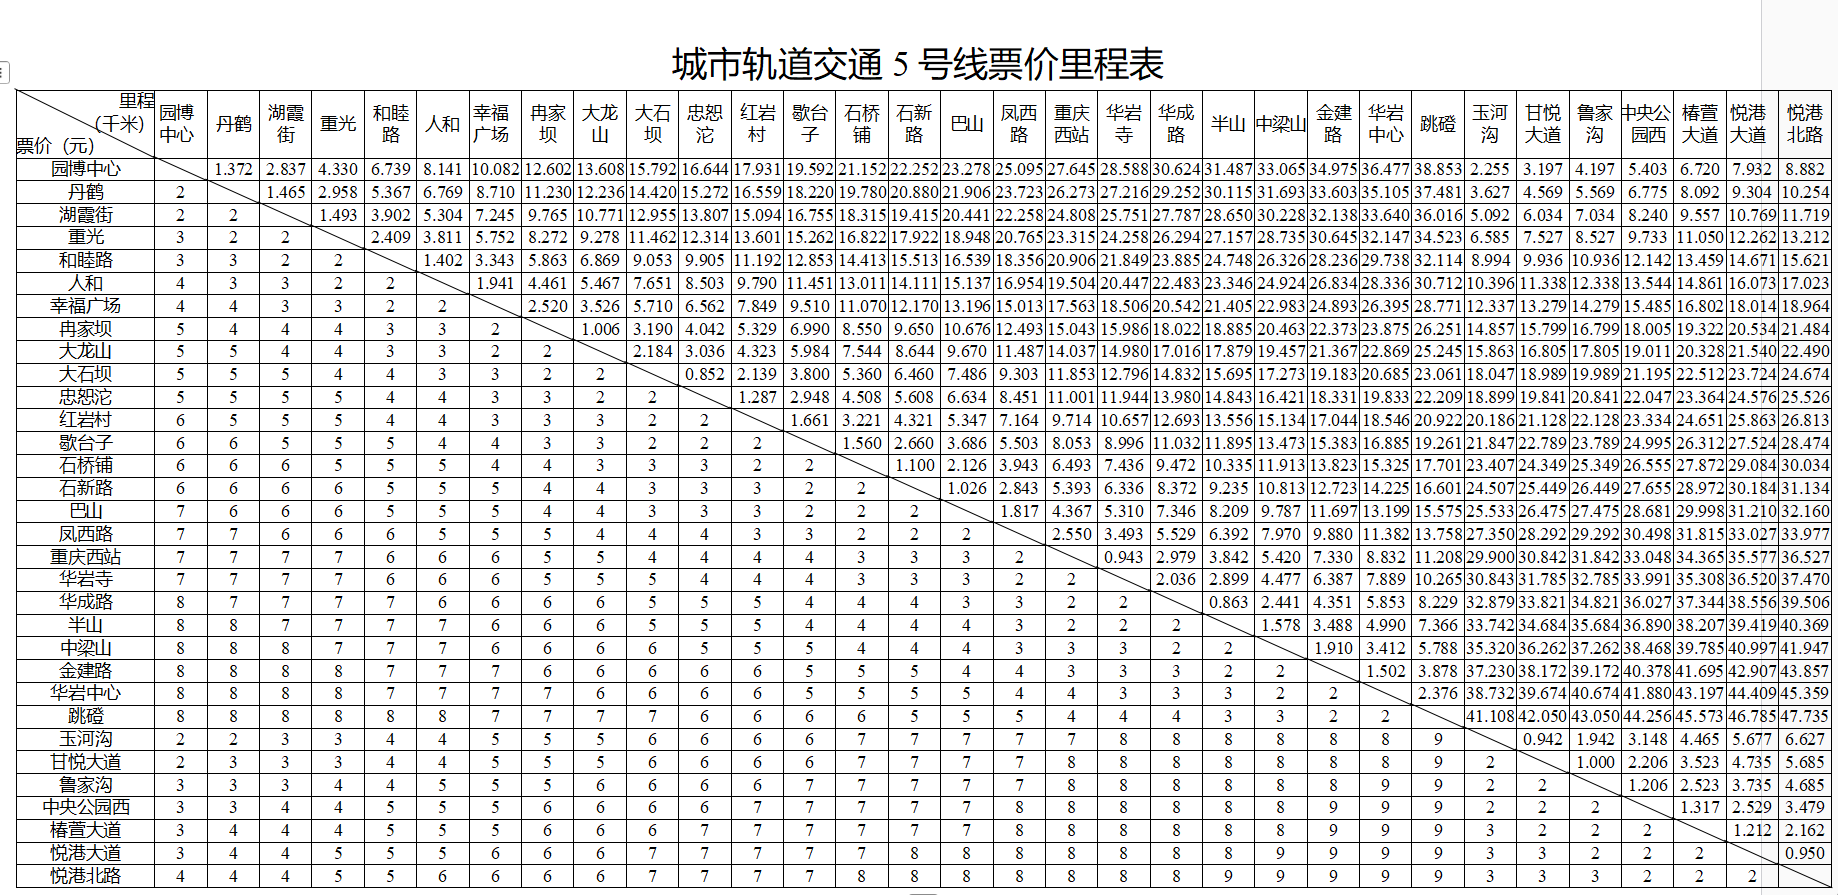 城市轨道交通 5 号线票价里程表
里程(千米) 票价（元） 园博中心 丹鹤 湖霞街 重光 和睦路 人和 幸福广场 冉家坝 大龙山 大石坝 忠恕沱 红岩村 歇台子 石桥铺 石新路 巴山 凤西路 重庆西站 华岩寺 华成路 半山 中梁山 金建路 华岩中心 跳磴 玉河沟 甘悦大道 鲁家沟 中央公园西 椿萱大道 悦港大道 悦港北路
园博中心 1.372 2.837 4.330 6.739 8.141 10.082 12.602 13.608 15.792 16.644 17.931 19.592 21.152 22.252 23.278 25.095 27.645 28.588 30.624 31.487 33.065 34.975 36.477 38.853 2.255 3.197 4.197 5.403 6.720 7.932 8.882
丹鹤 2 1.465 2.958 5.367 6.769 8.710 11.230 12.236 14.420 15.272 16.559 18.220 19.780 20.880 21.906 23.723 26.273 27.216 29.252 30.115 31.693 33.603 35.105 37.481 3.627 4.569 5.569 6.775 8.092 9.304 10.254
湖霞街 2 2 1.493 3.902 5.304 7.245 9.765 10.771 12.955 13.807 15.094 16.755 18.315 19.415 20.441 22.258 24.808 25.751 27.787 28.650 30.228 32.138 33.640 36.016 5.092 6.034 7.034 8.240 9.557 10.769 11.719
重光 3 2 2 2.409 3.811 5.752 8.272 9.278 11.462 12.314 13.601 15.262 16.822 17.922 18.948 20.765 23.315 24.258 26.294 27.157 28.735 30.645 32.147 34.523 6.585 7.527 8.527 9.733 11.050 12.262 13.212
和睦路 3 3 2 2 1.402 3.343 5.863 6.869 9.053 9.905 11.192 12.853 14.413 15.513 16.539 18.356 20.906 21.849 23.885 24.748 26.326 28.236 29.738 32.114 8.994 9.936 10.936 12.142 13.459 14.671 15.621
人和 4 3 3 2 2 1.941 4.461 5.467 7.651 8.503 9.790 11.451 13.011 14.111 15.137 16.954 19.504 20.447 22.483 23.346 24.924 26.834 28.336 30.712 10.396 11.338 12.338 13.544 14.861 16.073 17.023
幸福广场 4 4 3 3 2 2 2.520 3.526 5.710 6.562 7.849 9.510 11.070 12.170 13.196 15.013 17.563 18.506 20.542 21.405 22.983 24.893 26.395 28.771 12.337 13.279 14.279 15.485 16.802 18.014 18.964
冉家坝 5 4 4 4 3 3 2 1.006 3.190 4.042 5.329 6.990 8.550 9.650 10.676 12.493 15.043 15.986 18.022 18.885 20.463 22.373 23.875 26.251 14.857 15.799 16.799 18.005 19.322 20.534 21.484
大龙山 5 5 4 4 3 3 2 2 2.184 3.036 4.323 5.984 7.544 8.644 9.670 11.487 14.037 14.980 17.016 17.879 19.457 21.367 22.869 25.245 15.863 16.805 17.805 19.011 20.328 21.540 22.490
大石坝 5 5 5 4 4 3 3 2 2 0.852 2.139 3.800 5.360 6.460 7.486 9.303 11.853 12.796 14.832 15.695 17.273 19.183 20.685 23.061 18.047 18.989 19.989 21.195 22.512 23.724 24.674
忠恕沱 5 5 5 5 4 4 3 3 2 2 1.287 2.948 4.508 5.608 6.634 8.451 11.001 11.944 13.980 14.843 16.421 18.331 19.833 22.209 18.899 19.841 20.841 22.047 23.364 24.576 25.526
红岩村 6 5 5 5 4 4 3 3 3 2 2 1.661 3.221 4.321 5.347 7.164 9.714 10.657 12.693 13.556 15.134 17.044 18.546 20.922 20.186 21.128 22.128 23.334 24.651 25.863 26.813
歇台子 6 6 5 5 5 4 4 3 3 2 2 2 1.560 2.660 3.686 5.503 8.053 8.996 11.032 11.895 13.473 15.383 16.885 19.261 21.847 22.789 23.789 24.995 26.312 27.524 28.474
石桥铺 6 6 6 5 5 5 4 4 3 3 3 2 2 1.100 2.126 3.943 6.493 7.436 9.472 10.335 11.913 13.823 15.325 17.701 23.407 24.349 25.349 26.555 27.872 29.084 30.034
石新路 6 6 6 6 5 5 5 4 4 3 3 3 2 2 1.026 2.843 5.393 6.336 8.372 9.235 10.813 12.723 14.225 16.601 24.507 25.449 26.449 27.655 28.972 30.184 31.134
巴山 7 6 6 6 5 5 5 4 4 3 3 3 2 2 2 1.817 4.367 5.310 7.346 8.209 9.787 11.697 13.199 15.575 25.533 26.475 27.475 28.681 29.998 31.210 32.160
凤西路 7 7 6 6 6 5 5 5 4 4 4 3 3 2 2 2 2.550 3.493 5.529 6.392 7.970 9.880 11.382 13.758 27.350 28.292 29.292 30.498 31.815 33.027 33.977
重庆西站 7 7 7 7 6 6 6 5 5 4 4 4 4 3 3 3 2 0.943 2.979 3.842 5.420 7.330 8.832 11.208 29.900 30.842 31.842 33.048 34.365 35.577 36.527
华岩寺 7 7 7 7 6 6 6 5 5 5 4 4 4 3 3 3 2 2 2.036 2.899 4.477 6.387 7.889 10.265 30.843 31.785 32.785 33.991 35.308 36.520 37.470
华成路 8 7 7 7 7 6 6 6 6 5 5 5 4 4 4 3 3 2 2 0.863 2.441 4.351 5.853 8.229 32.879 33.821 34.821 36.027 37.344 38.556 39.506
半山 8 8 7 7 7 7 6 6 6 5 5 5 4 4 4 4 3 2 2 2 1.578 3.488 4.990 7.366 33.742 34.684 35.684 36.890 38.207 39.419 40.369
中梁山 8 8 8 7 7 7 6 6 6 6 5 5 5 4 4 4 3 3 3 2 2 1.910 3.412 5.788 35.320 36.262 37.262 38.468 39.785 40.997 41.947
金建路 8 8 8 8 7 7 7 6 6 6 6 6 5 5 5 4 4 3 3 3 2 2 1.502 3.878 37.230 38.172 39.172 40.378 41.695 42.907 43.857
华岩中心 8 8 8 8 7 7 7 7 6 6 6 6 5 5 5 5 4 4 3 3 3 2 2 2.376 38.732 39.674 40.674 41.880 43.197 44.409 45.359
跳磴 8 8 8 8 8 8 7 7 7 7 6 6 6 6 5 5 5 4 4 4 3 3 2 2 41.108 42.050 43.050 44.256 45.573 46.785 47.735
玉河沟 2 2 3 3 4 4 5 5 5 6 6 6 6 7 7 7 7 7 8 8 8 8 8 8 9 0.942 1.942 3.148 4.465 5.677 6.627
甘悦大道 2 3 3 3 4 4 5 5 5 6 6 6 6 7 7 7 7 8 8 8 8 8 8 8 9 2 1.000 2.206 3.523 4.735 5.685
鲁家沟 3 3 3 4 4 5 5 5 6 6 6 6 7 7 7 7 7 8 8 8 8 8 8 9 9 2 2 1.206 2.523 3.735 4.685
中央公园西 3 3 4 4 5 5 5 6 6 6 6 7 7 7 7 7 8 8 8 8 8 8 9 9 9 2 2 2 1.317 2.529 3.479
椿萱大道 3 4 4 4 5 5 5 6 6 6 7 7 7 7 7 7 8 8 8 8 8 8 9 9 9 3 2 2 2 1.212 2.162
悦港大道 3 4 4 5 5 5 6 6 6 7 7 7 7 7 8 8 8 8 8 8 8 9 9 9 9 3 3 2 2 2 0.950
悦港北路 4 4 4 5 5 6 6 6 6 7 7 7 7 8 8 8 8 8 8 8 9 9 9 9 9 3 3 3 2 2 2